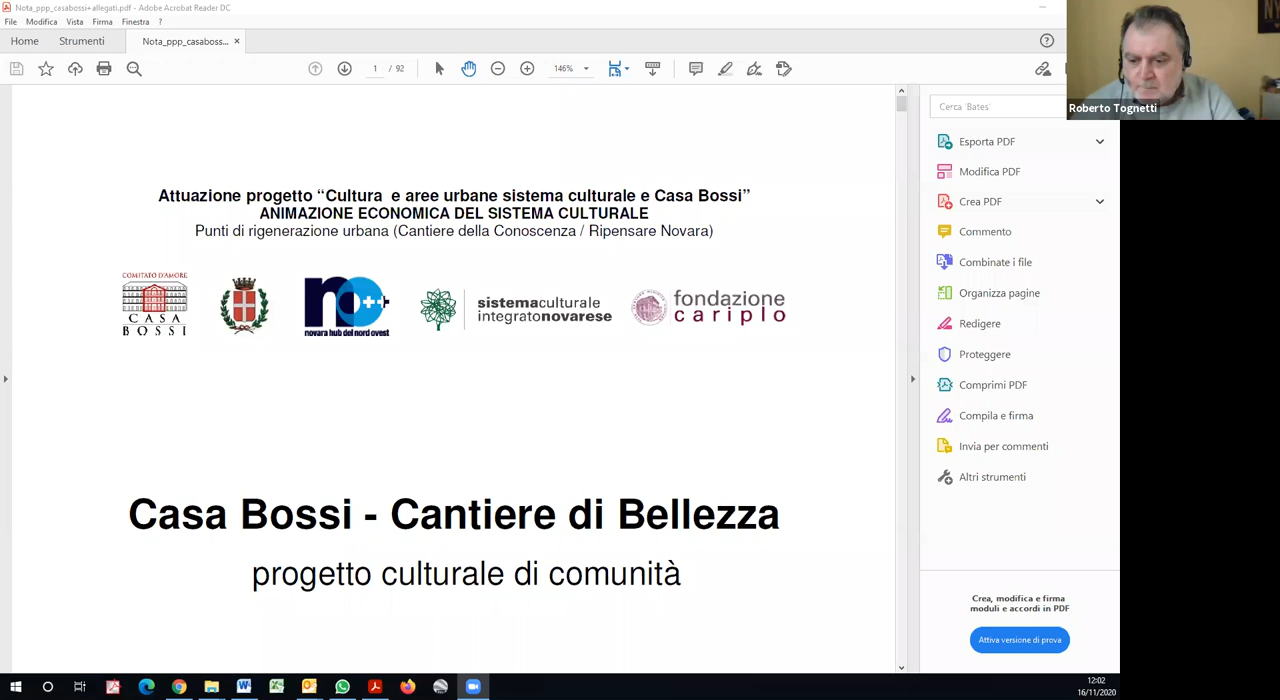 Nota_ppp_casabossi+allegati.pdf - Adobe Acrobat Reader DC
File Modifica Vista Firma Finestra ?
Home Strumenti Nota_ppp_casaboss... ×
1 / 92 146%
Cerca 'Bates'
Roberto Tognetti
Esporta PDF
Modifica PDF
Crea PDF
Commento
Combinate i file
Organizza pagine
Redigere
Proteggere
Comprimi PDF
Compila e firma
Invia per commenti
Altri strumenti
Crea, modifica e firma
moduli e accordi in PDF
Attiva versione di prova
Attuazione progetto “Cultura e aree urbane sistema culturale e Casa Bossi”
ANIMAZIONE ECONOMICA DEL SISTEMA CULTURALE
Punti di rigenerazione urbana (Cantiere della Conoscenza / Ripensare Novara)
COMITATO D'AMORE
CASA
BOSSI
no++
novara hub del nord ovest
sistemaculturale
integratonovarese
fondazione
cariplo
Casa Bossi - Cantiere di Bellezza
progetto culturale di comunità
12:02
16/11/2020